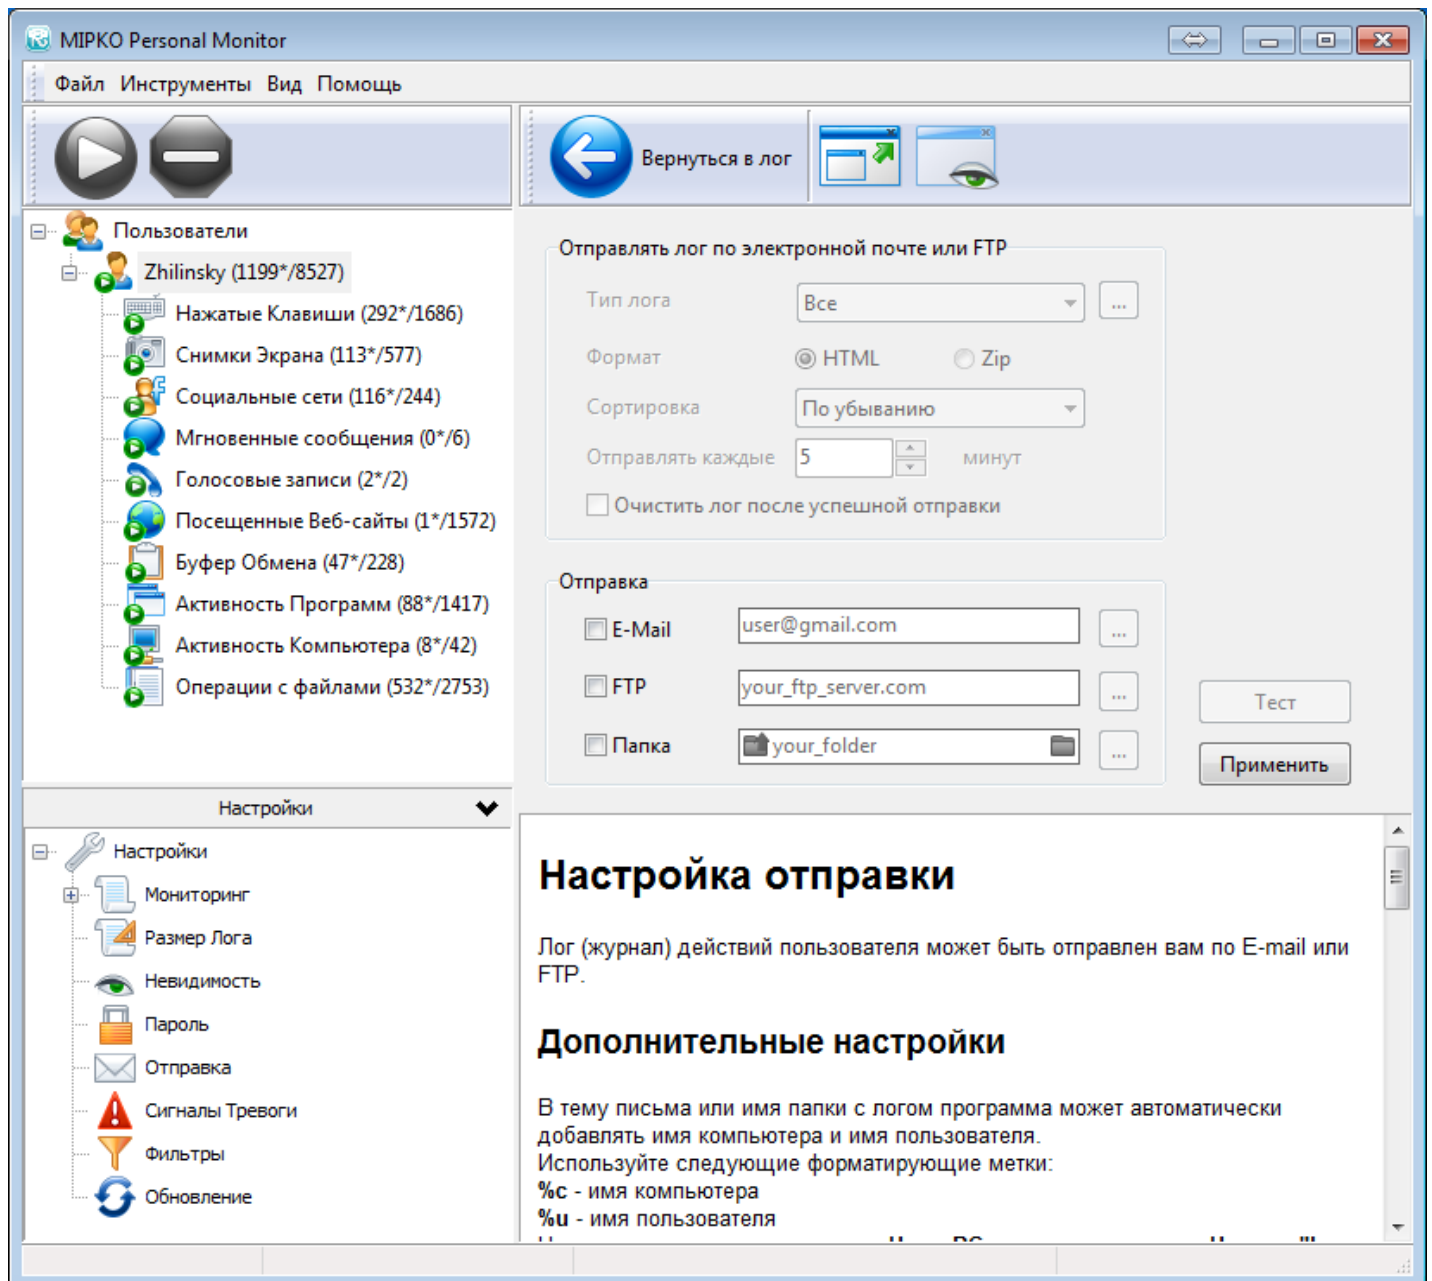 MIPKO Personal Monitor
Файл Инструменты Вид Помощь
Вернуться в лог
Пользователи
Zhilinsky (1199*/8527)
Нажатые Клавиши (292*/1686)
Снимки Экрана (113*/577)
Социальные сети (116*/244)
Мгновенные сообщения (0*/6)
Голосовые записи (2*/2)
Посещенные Веб-сайты (1*/1572)
Буфер Обмена (47*/228)
Активность Программ (88*/1417)
Активность Компьютера (8*/42)
Операции с файлами (532*/2753)
Настройки
Настройки
Мониторинг
Размер Лога
Невидимость
Пароль
Отправка
Сигналы Тревоги
Фильтры
Обновление
Отправлять лог по электронной почте или FTP
Тип лога Все ...
Формат HTML Zip
Сортировка По убыванию
Отправлять каждые 5 минут
Очистить лог после успешной отправки
Отправка
E-Mail user@gmail.com ...
FTP your_ftp_server.com ...
Папка your_folder ...
Тест
Применить
Настройка отправки
Лог (журнал) действий пользователя может быть отправлен вам по E-mail или
FTP.
Дополнительные настройки
В тему письма или имя папки с логом программа может автоматически
добавлять имя компьютера и имя пользователя.
Используйте следующие форматирующие метки:
%c - имя компьютера
%u - имя пользователя